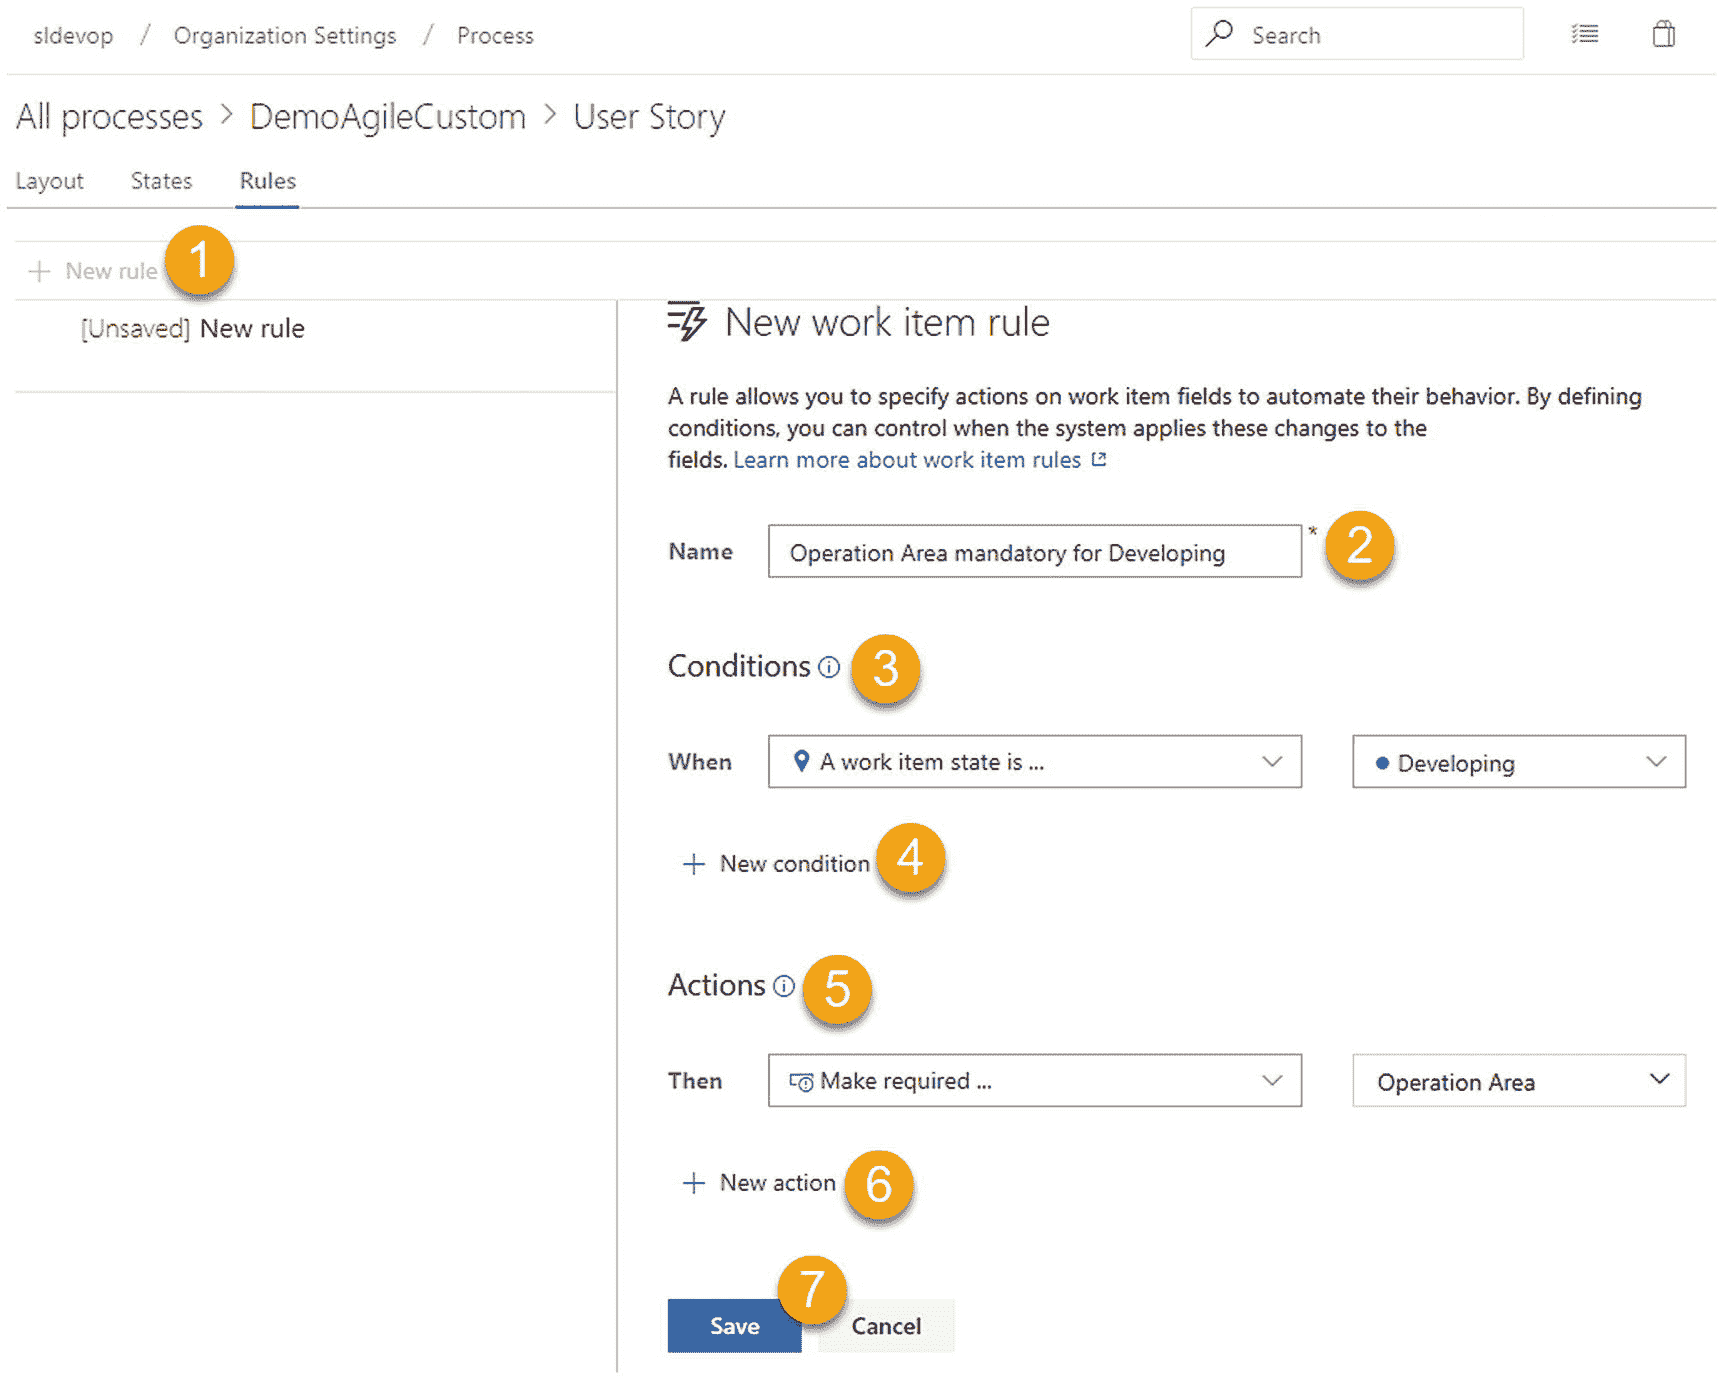 sldevop / Organization Settings / Process
Search
All processes > DemoAgileCustom > User Story
Layout States Rules
+ New rule 1
[Unsaved] New rule
New work item rule
A rule allows you to specify actions on work item fields to automate their behavior. By defining
conditions, you can control when the system applies these changes to the
fields. Learn more about work item rules
Name Operation Area mandatory for Developing * 2
Conditions 3
When A work item state is ... Developing
+ New condition 4
Actions 5
Then Make required ... Operation Area
+ New action 6
7
Save Cancel